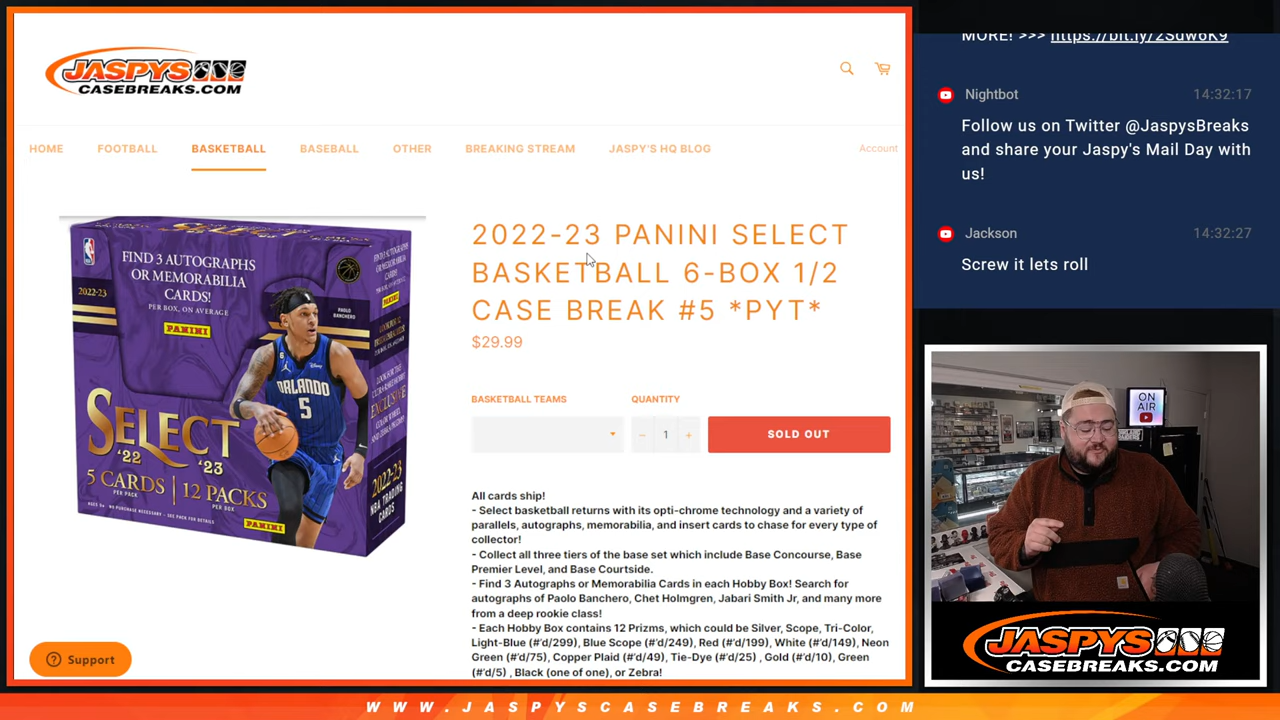 JASPYS
CASEBREAKS.COM
HOME
FOOTBALL
BASKETBALL
BASEBALL
OTHER
BREAKING STREAM
JASPY'S HQ BLOG
Account
FIND 3 AUTOGRAPHS
OR MEMORABILIA
CARDS!
PER BOX, ON AVERAGE
PANINI
2022-23
PAOLO
BANCHERO
ORLANDO
5
SELECT
'22 '23
5 CARDS | 12 PACKS
PER PACK
PER BOX
PANINI
2022-23
NBA TRADING
CARDS
2022-23 PANINI SELECT
BASKETBALL 6-BOX 1/2
CASE BREAK #5 *PYT*
$29.99
BASKETBALL TEAMS
QUANTITY
− 1 +
SOLD OUT
All cards ship!
- Select basketball returns with its opti-chrome technology and a variety of
parallels, autographs, memorabilia, and insert cards to chase for every type of
collector!
- Collect all three tiers of the base set which include Base Concourse, Base
Premier Level, and Base Courtside.
- Find 3 Autographs or Memorabilia Cards in each Hobby Box! Search for
autographs of Paolo Banchero, Chet Holmgren, Jabari Smith Jr, and many more
from a deep rookie class!
- Each Hobby Box contains 12 Prizms, which could be Silver, Scope, Tri-Color,
Light-Blue (#'d/299), Blue Scope (#'d/249), Red (#'d/199), White (#'d/149), Neon
Green (#'d/75), Copper Plaid (#'d/49), Tie-Dye (#'d/25) , Gold (#'d/10), Green
(#'d/5) , Black (one of one), or Zebra!
Support
MORE! >>> https://bit.ly/2Sdw6K9
Nightbot
14:32:17
Follow us on Twitter @JaspysBreaks
and share your Jaspy's Mail Day with
us!
Jackson
14:32:27
Screw it lets roll
ON
AIR
JASPYS
CASEBREAKS.COM
WWW.JASPYSCASEBREAKS.COM